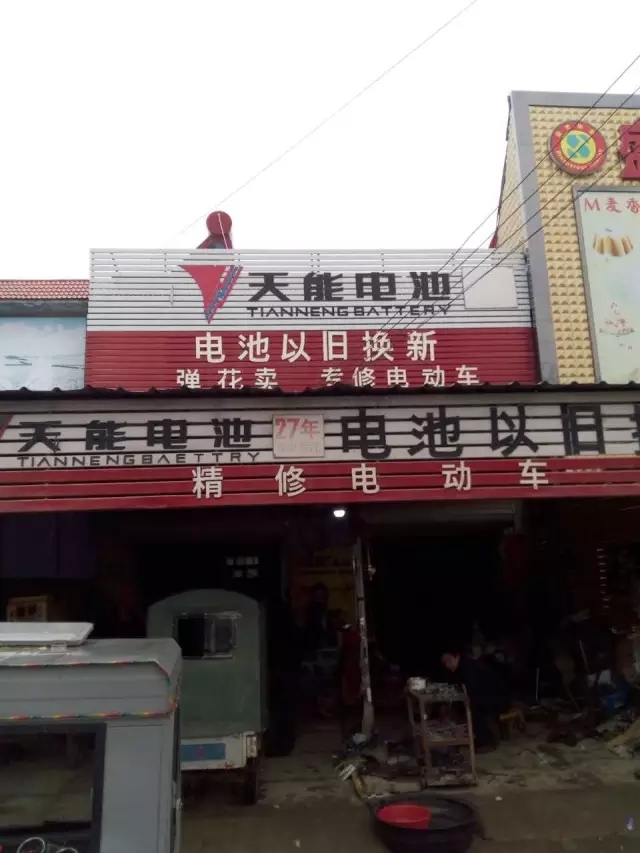 天能电池
TIANNENGBATTERY
电池以旧换新
弹花卖 专修电动车
M麦香
天能电池 27年 电池以旧
TIANNENGBAETTRY
精修电动车